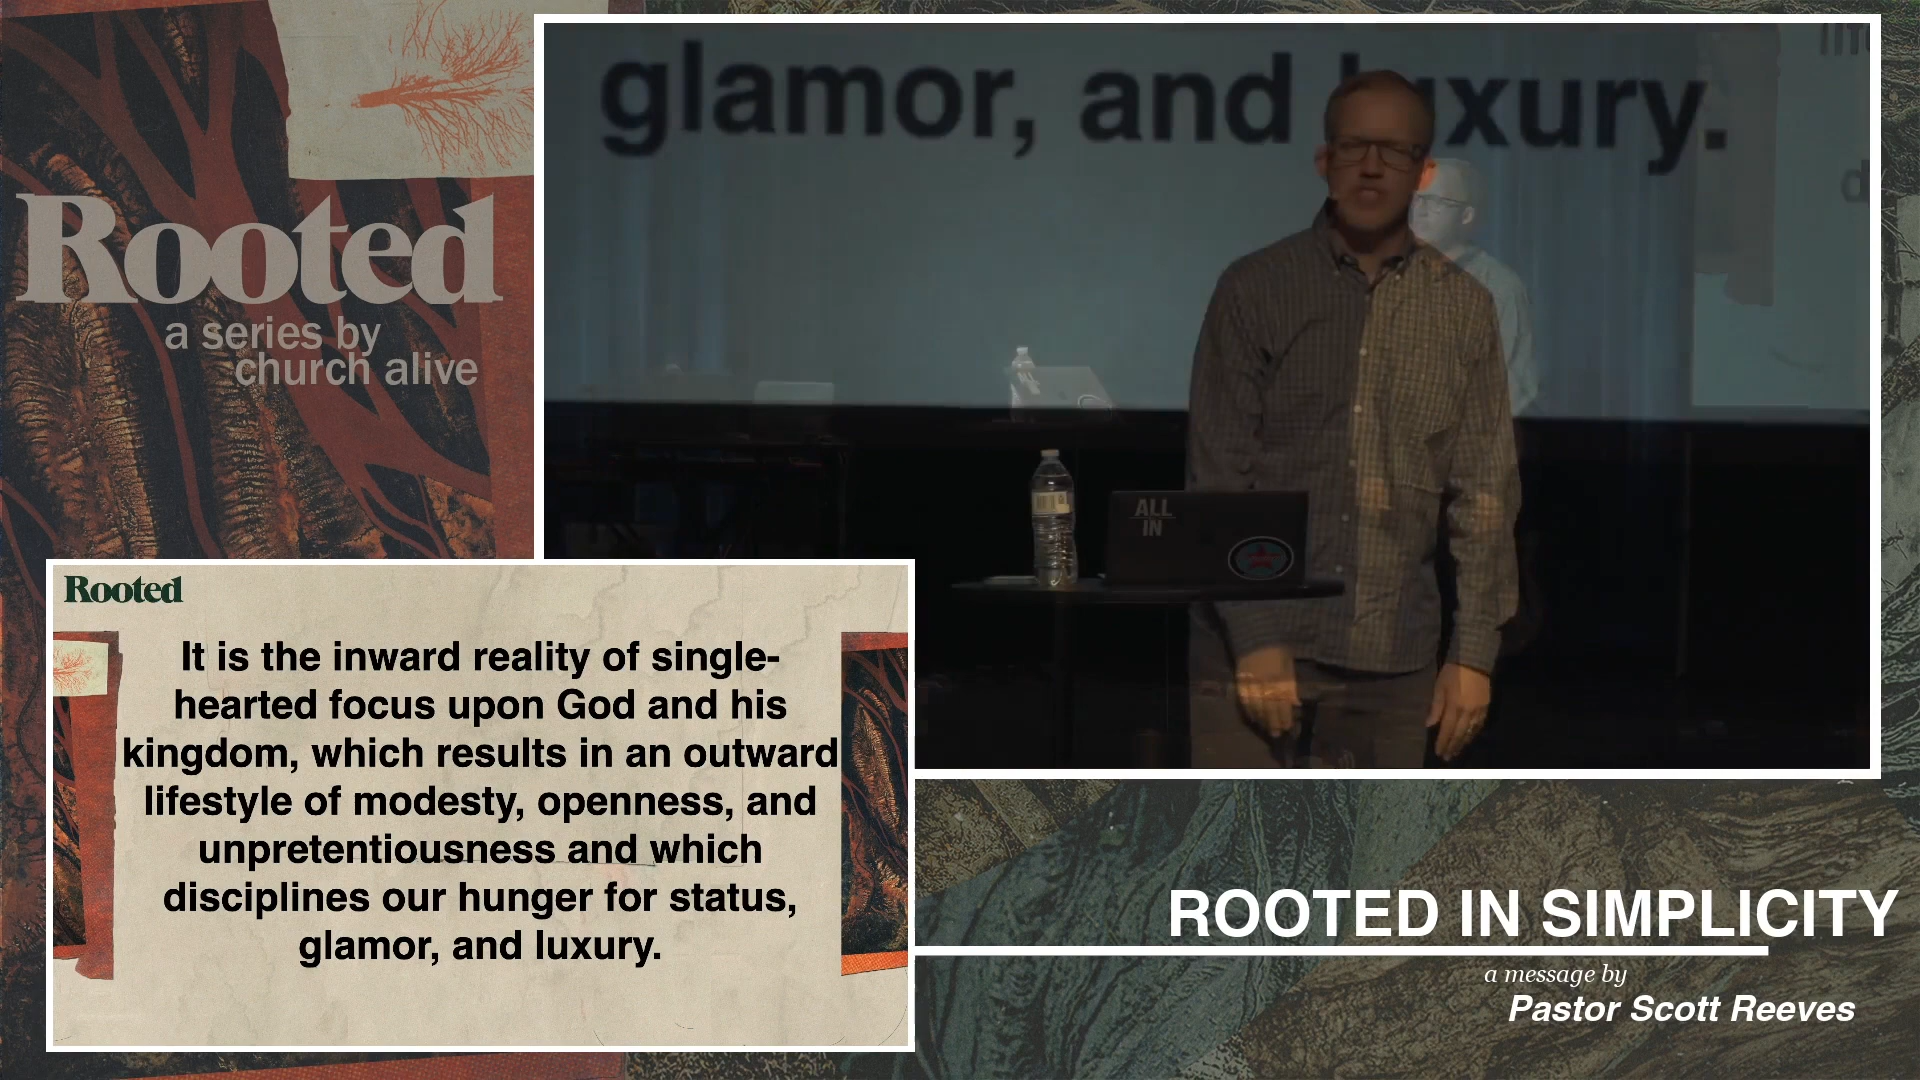 Rooted
a series by
church alive
glamor, and luxury.
ALL
IN
Rooted
It is the inward reality of single-
hearted focus upon God and his
kingdom, which results in an outward
lifestyle of modesty, openness, and
unpretentiousness and which
disciplines our hunger for status,
glamor, and luxury.
ROOTED IN SIMPLICITY
a message by
Pastor Scott Reeves